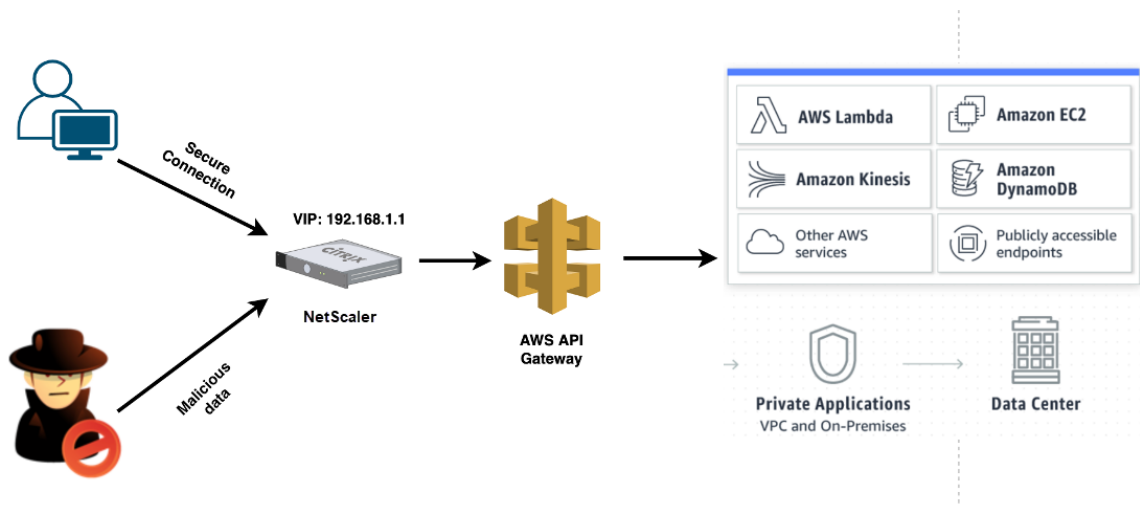 Secure
Connection
VIP: 192.168.1.1
citrix
NetScaler
Malicious
data
AWS API
Gateway
AWS Lambda
Amazon EC2
Amazon Kinesis
Amazon
DynamoDB
Other AWS
services
Publicly accessible
endpoints
Private Applications
VPC and On-Premises
Data Center